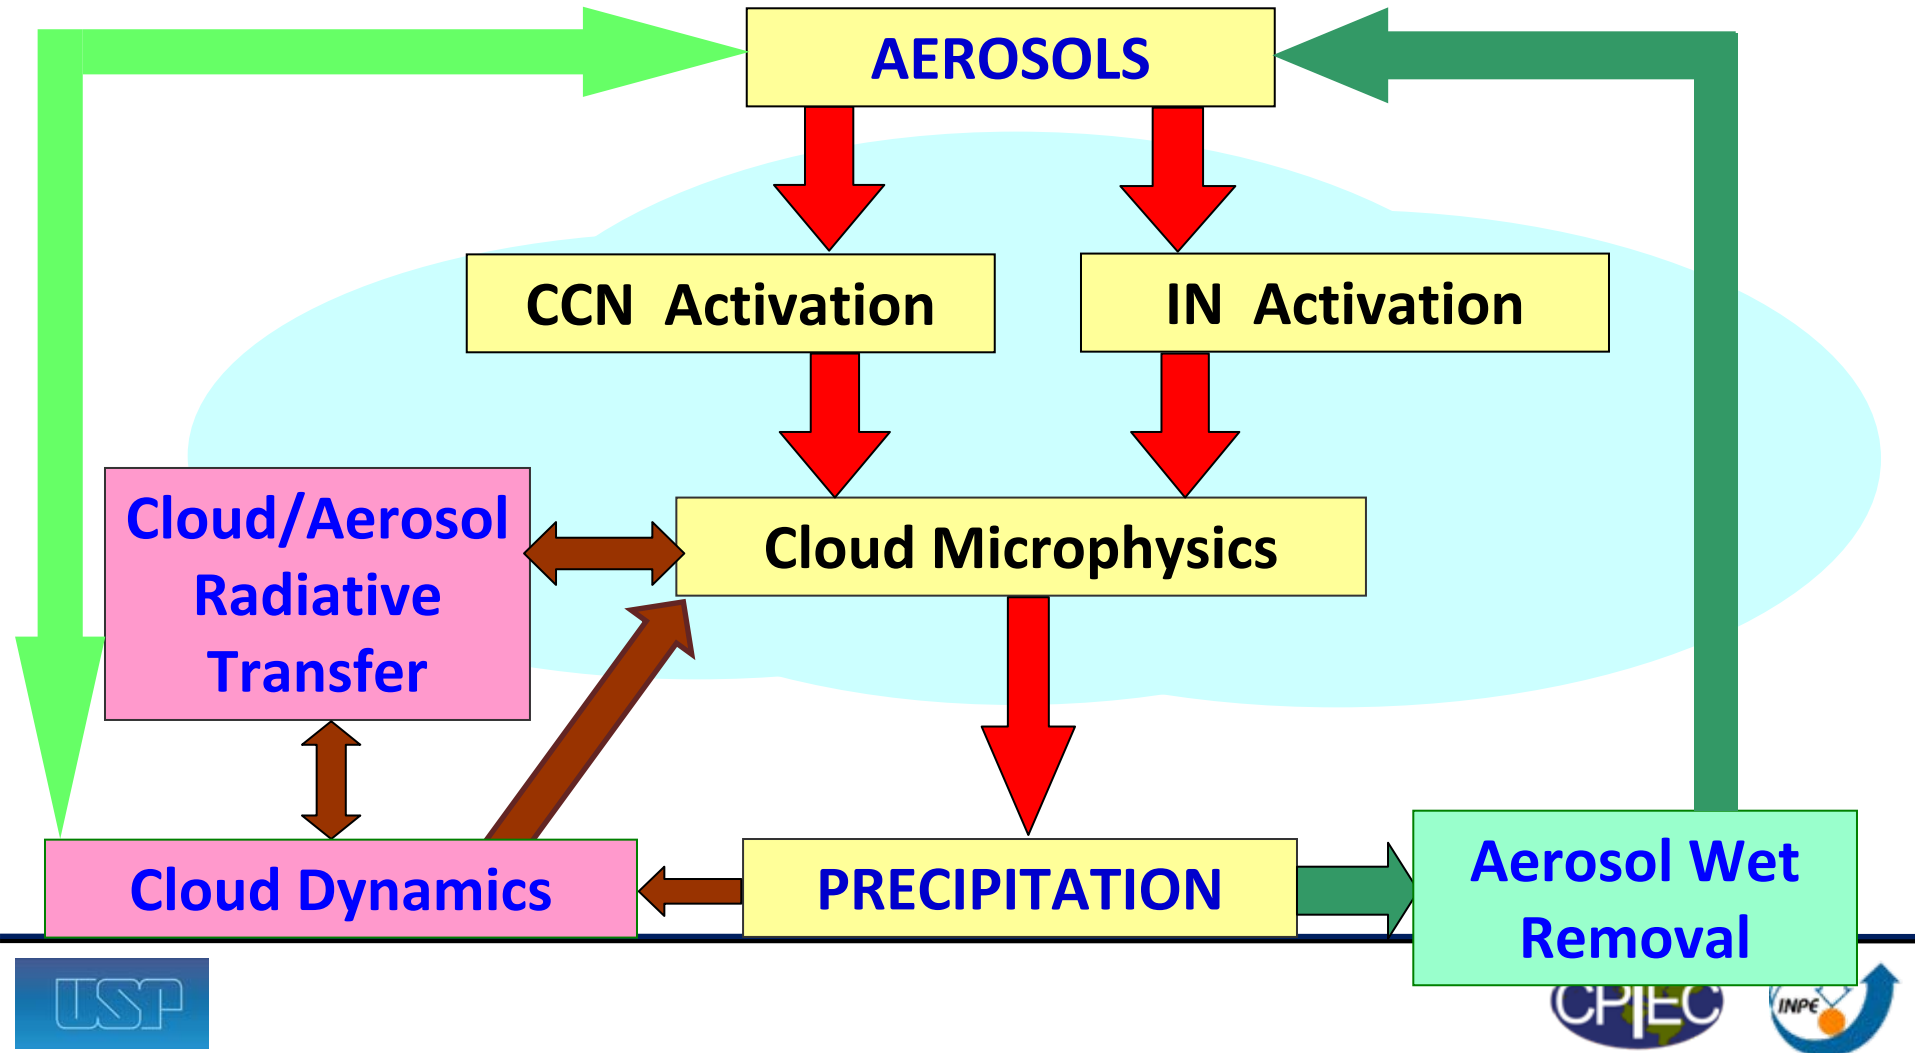 AEROSOLS
CCN  Activation
IN  Activation
Cloud/Aerosol
Radiative
Transfer
Cloud Microphysics
Cloud Dynamics
PRECIPITATION
Aerosol Wet
Removal
USP
CPTEC
INPE